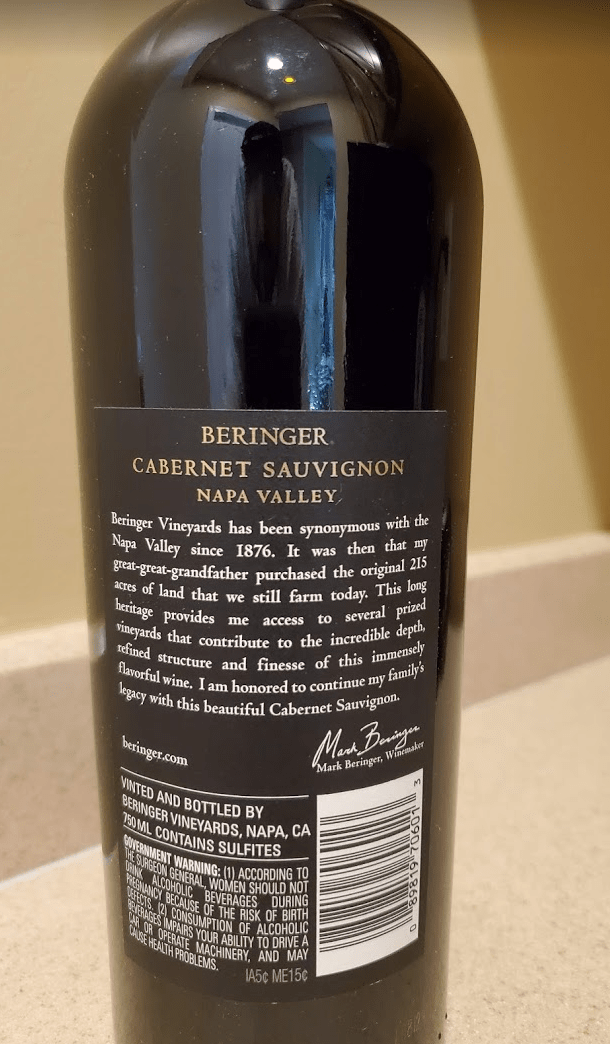 BERINGER.
CABERNET SAUVIGNON
NAPA VALLEY
Beringer Vineyards has been synonymous with the
Napa Valley since 1876. It was then that my
great-great-grandfather purchased the original 215
acres of land that we still farm today. This long
heritage provides me access to several prized
vineyards that contribute to the incredible depth,
refined structure and finesse of this immensely
flavorful wine. I am honored to continue my family's
legacy with this beautiful Cabernet Sauvignon.
Mark Beringer
beringer.com
Mark Beringer, Winemaker
VINTED AND BOTTLED BY
BERINGER VINEYARDS, NAPA, CA
750 ML CONTAINS SULFITES
GOVERNMENT WARNING: (1) ACCORDING TO
THE SURGEON GENERAL, WOMEN SHOULD NOT
DRINK ALCOHOLIC BEVERAGES DURING
PREGNANCY BECAUSE OF THE RISK OF BIRTH
DEFECTS. (2) CONSUMPTION OF ALCOHOLIC
BEVERAGES IMPAIRS YOUR ABILITY TO DRIVE A
CAR OR OPERATE MACHINERY, AND MAY
CAUSE HEALTH PROBLEMS.
IA5¢ ME15¢
0 89819 70601 3